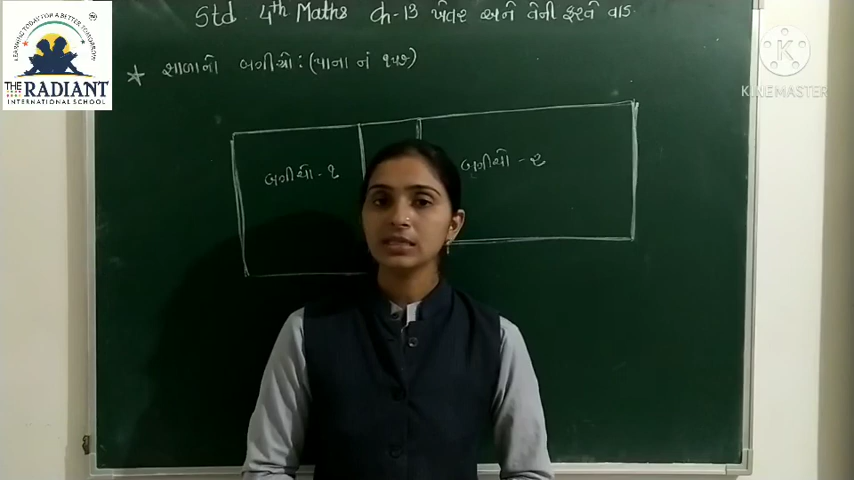 LEARNING TODAY FOR A BETTER TOMORROW
THE RADIANT
INTERNATIONAL SCHOOL
Std 4th Maths Ch-13 ખેતર અને તેની ફરતે વાડ
શાળાનો બગીચો : (પાના નં ૧૫૭)
બગીચો - ૧
બગીચો - ૨
K
KINEMASTER